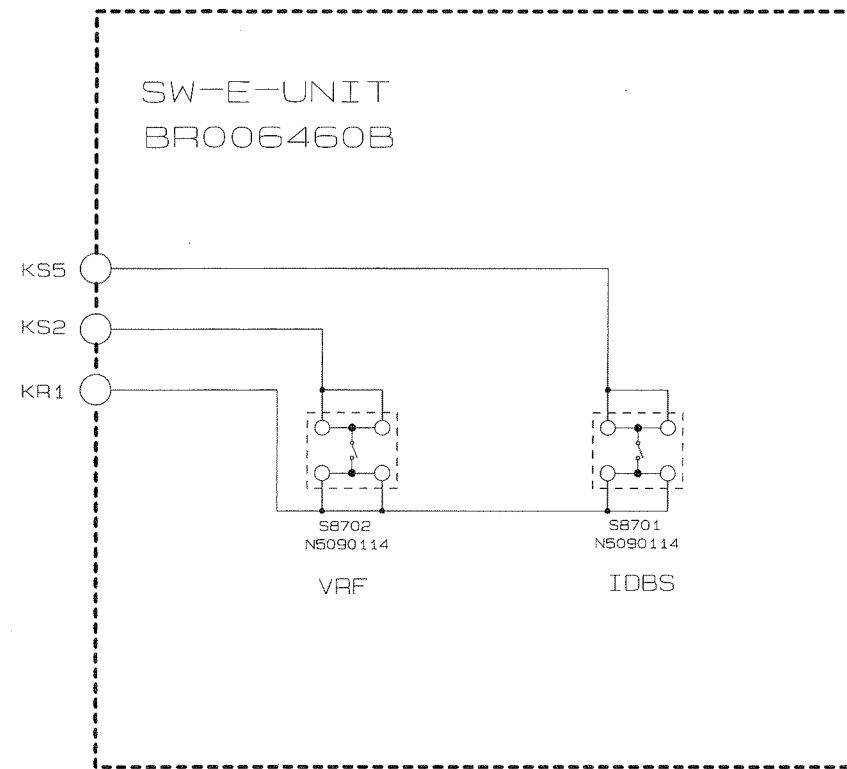 SW-E-UNIT
BR006460B
KS5
KS2
KR1
S8702
N5090114
VRF
S8701
N5090114
IDBS